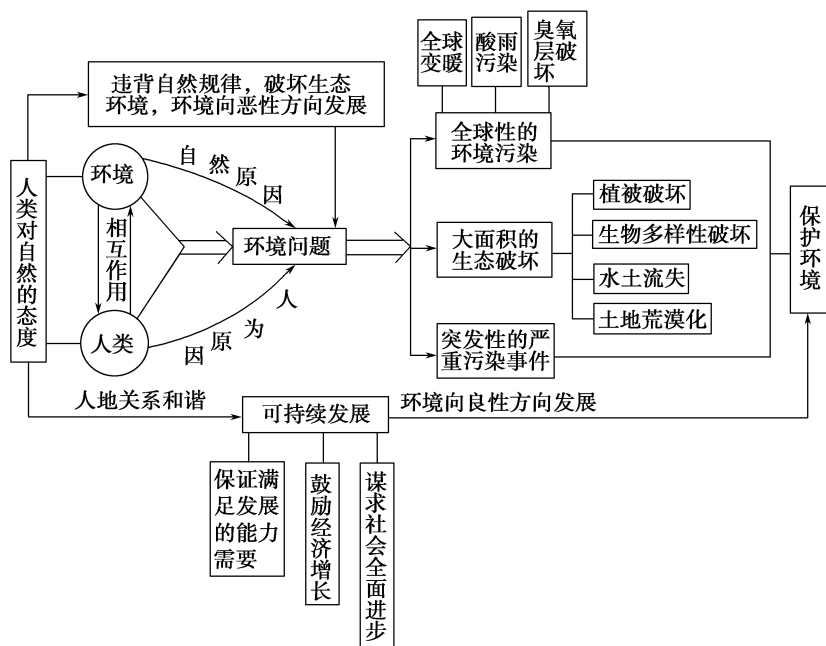 全球
变暖
酸雨
污染
臭氧
层破
坏
违背自然规律，破坏生态
环境，环境向恶性方向发展
全球性的
环境污染
人类对自然的态度
环境
自然原因
相互作用
环境问题
人类
人为原因
大面积的
生态破坏
植被破坏
生物多样性破坏
水土流失
土地荒漠化
突发性的严
重污染事件
保护环境
人地关系和谐
可持续发展
环境向良性方向发展
保证满
足发展
的能力
需要
鼓励经济增长
谋求社会全面进步